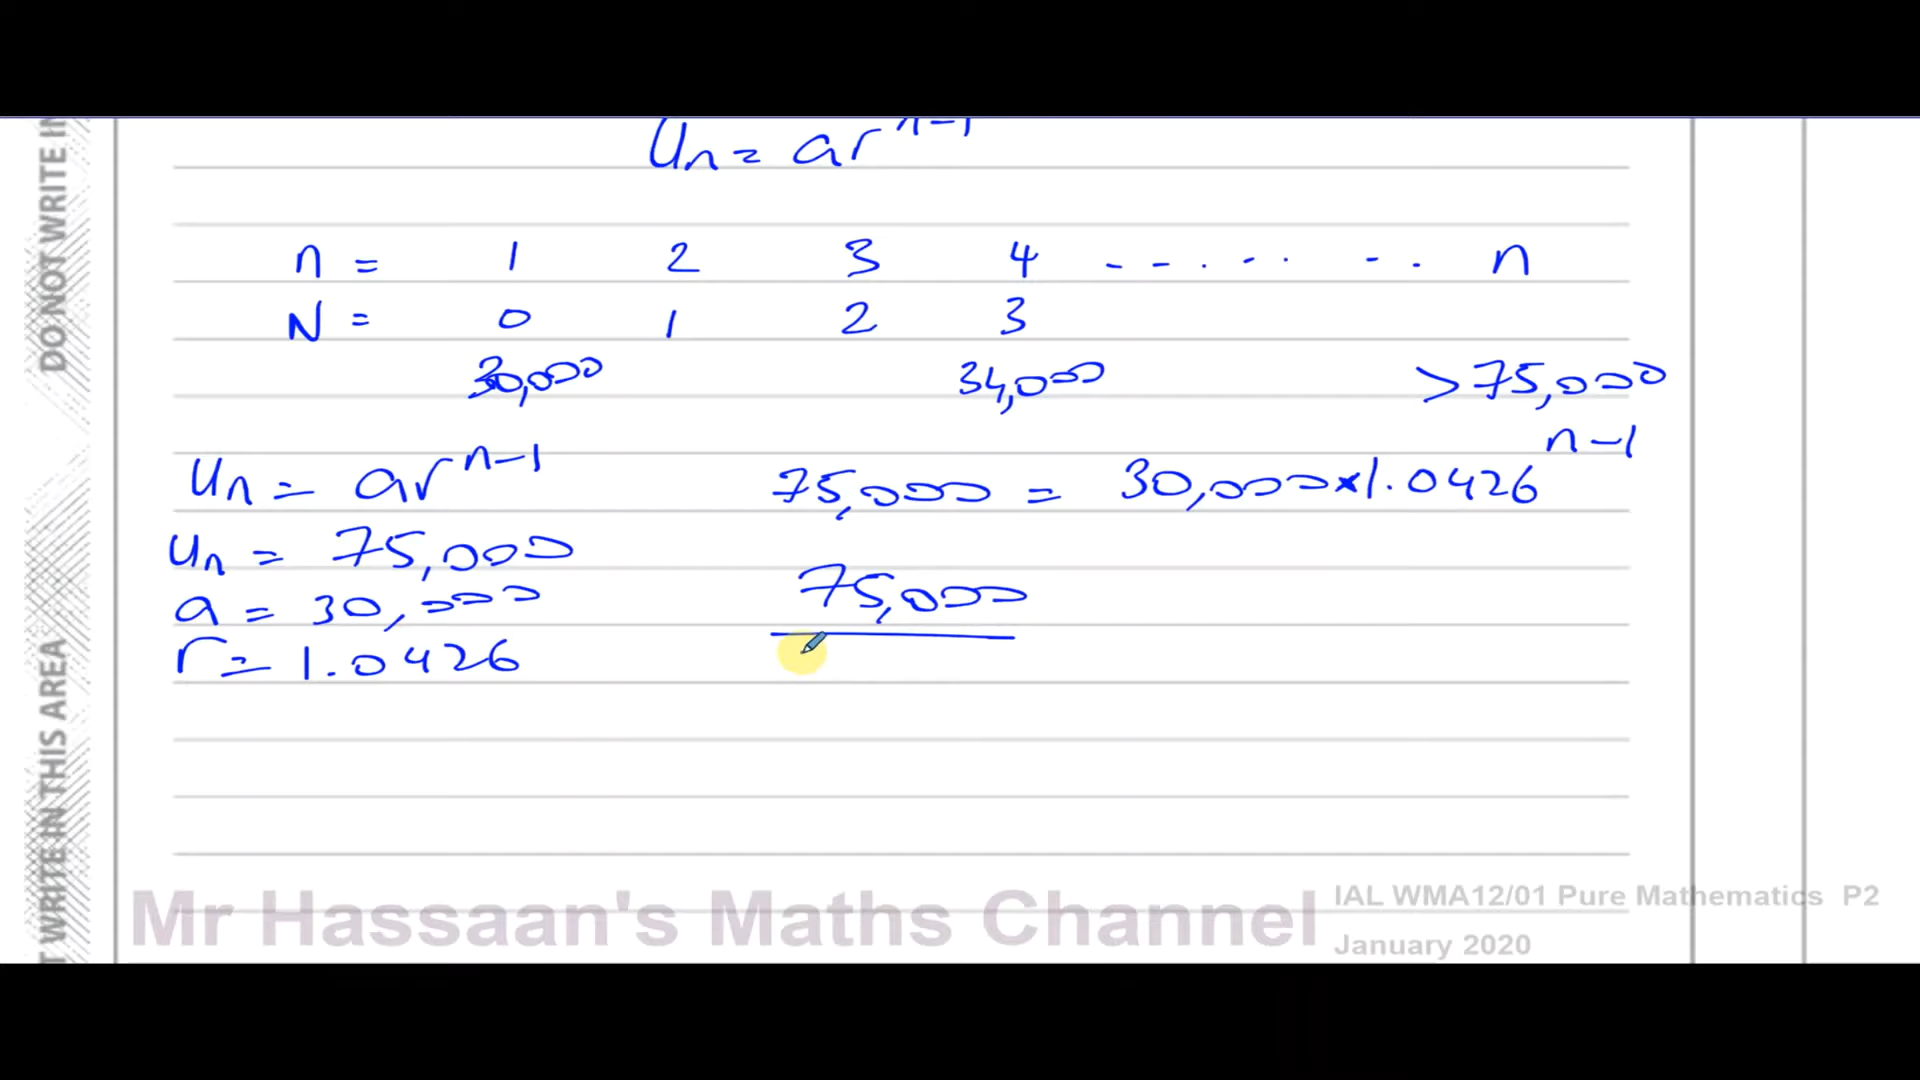 Un = ar^n-1
n = 1 2 3 4 - - . - . - . n
N = 0 1 2 3
30,000 34,000 >75,000
Un = ar^n-1
75,000 = 30,000×1.0426^n-1
Un = 75,000
a = 30,000
r = 1.0426
75,000
DO NOT WRITE IN
T WRITE IN THIS AREA
Mr Hassaan's Maths Channel
IAL WMA12/01 Pure Mathematics P2
January 2020